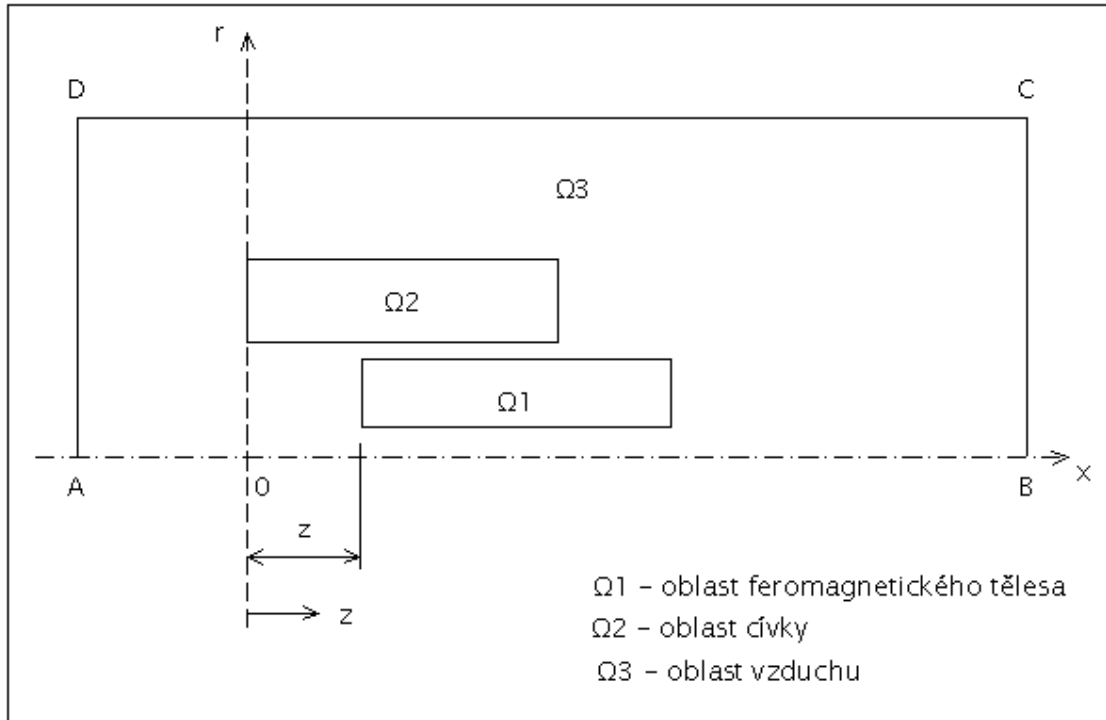 r
D
C
Ω3
Ω2
Ω1
A
0
B
x
z
z
Ω1 – oblast feromagnetického tělesa
Ω2 – oblast cívky
Ω3 – oblast vzduchu